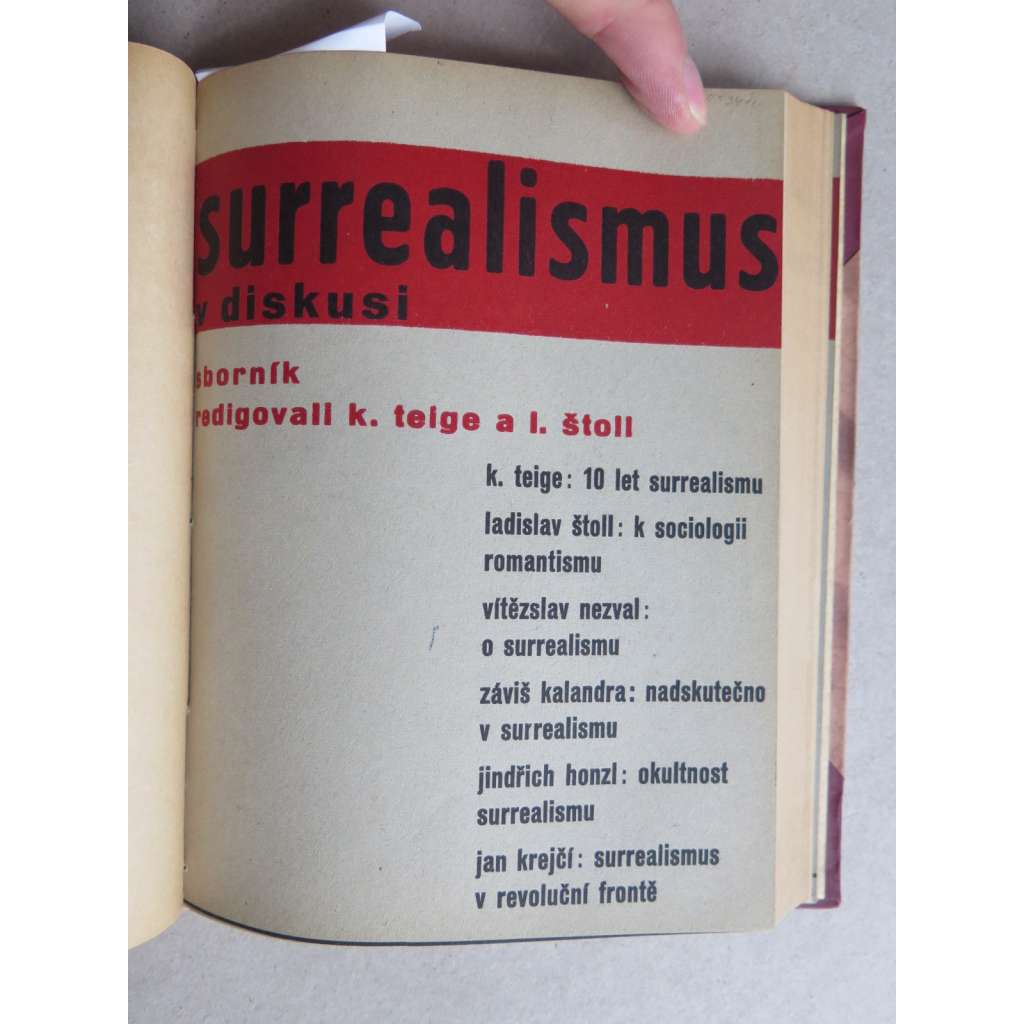 surrealismus
v diskusi
sborník
redigovali k. teige a l. štoll
k. teige: 10 let surrealismu
ladislav štoll: k sociologii
romantismu
vítězslav nezval:
o surrealismu
záviš kalandra: nadskutečno
v surrealismu
jindřich honzl: okultnost
surrealismu
jan krejčí: surrealismus
v revoluční frontě